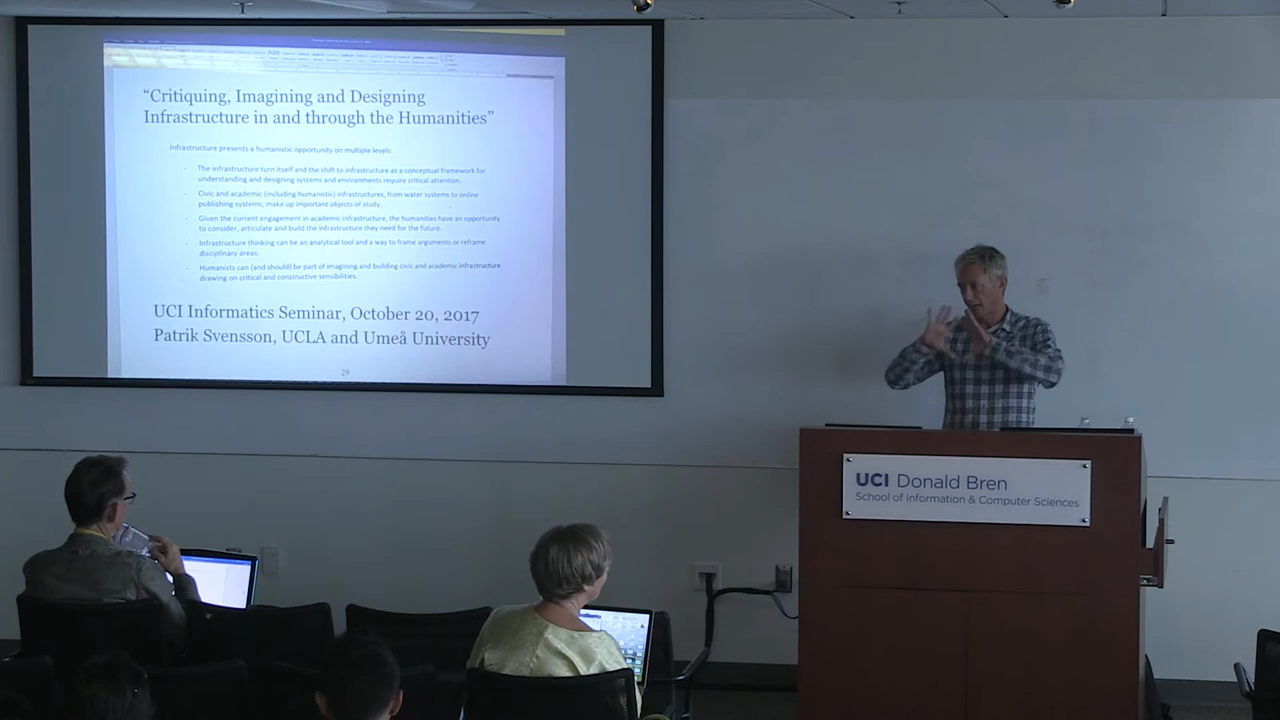 “Critiquing, Imagining and Designing
Infrastructure in and through the Humanities”
Infrastructure presents a humanistic opportunity on multiple levels:
- The infrastructure turn itself and the shift to infrastructure as a conceptual framework for
understanding and designing systems and environments require critical attention.
- Civic and academic (including humanistic) infrastructures, from water systems to online
publishing systems, make up important objects of study.
- Given the current engagement in academic infrastructure, the humanities have an opportunity
to consider, articulate and build the infrastructure they need for the future.
- Infrastructure thinking can be an analytical tool and a way to frame arguments or reframe
disciplinary areas.
- Humanists can (and should) be part of imagining and building civic and academic infrastructure
drawing on critical and constructive sensibilities.
UCI Informatics Seminar, October 20, 2017
Patrik Svensson, UCLA and Umeå University
29
UCI Donald Bren
School of Information & Computer Sciences